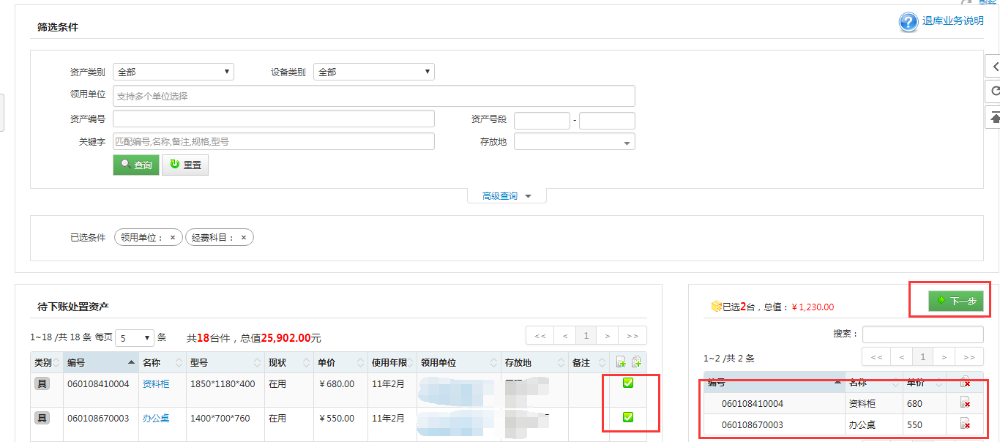 刷新
筛选条件
退库业务说明
资产类别 全部 设备类别 全部
领用单位 支持多个单位选择
资产编号 资产号段 -
关键字 匹配编号,名称,备注,规格,型号 存放地
查询 重置
高级查询
已选条件 领用单位： × 经费科目： ×
待下账处置资产
1~18 /共 18 条 每页 5 条 共18台件，总值25,902.00元
<< < 1 > >>
类别 编号 名称 型号 现状 单价 使用年限 领用单位 存放地 备注
具 060108410004 资料柜 1850*1180*400 在用 ￥680.00 11年2月
具 060108670003 办公桌 1400*700*760 在用 ￥550.00 11年2月
已选2台，总值：￥1,230.00
下一步
搜索：
1~2 /共 2 条
<< < 1 > >>
编号 名称 单价
060108410004 资料柜 680
060108670003 办公桌 550